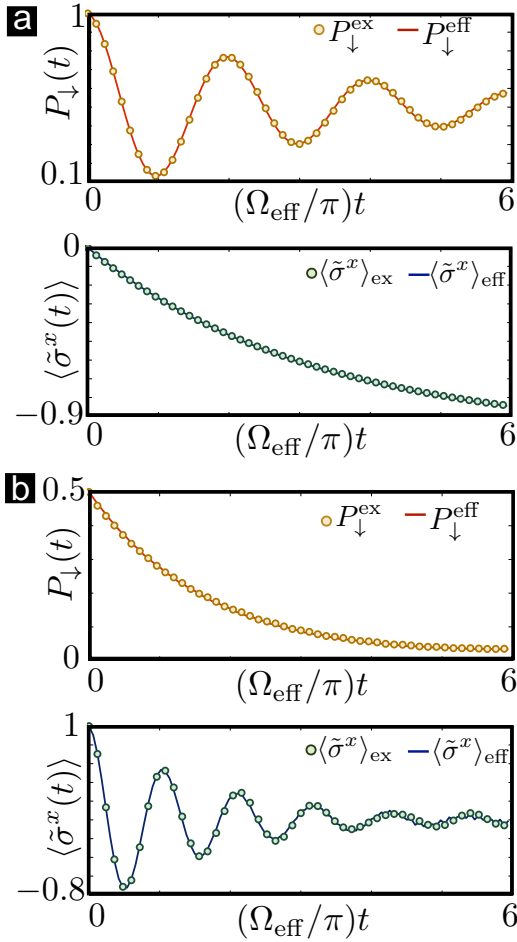 a
1
P↓(t)
P↓^ex P↓^eff
0.1
0 (Ω_eff/π)t 6
0
⟨σ̃^x(t)⟩
⟨σ̃^x⟩_ex ⟨σ̃^x⟩_eff
−0.9
0 (Ω_eff/π)t 6
b
0.5
P↓(t)
P↓^ex P↓^eff
0
0 (Ω_eff/π)t 6
1
⟨σ̃^x(t)⟩
⟨σ̃^x⟩_ex ⟨σ̃^x⟩_eff
−0.8
0 (Ω_eff/π)t 6